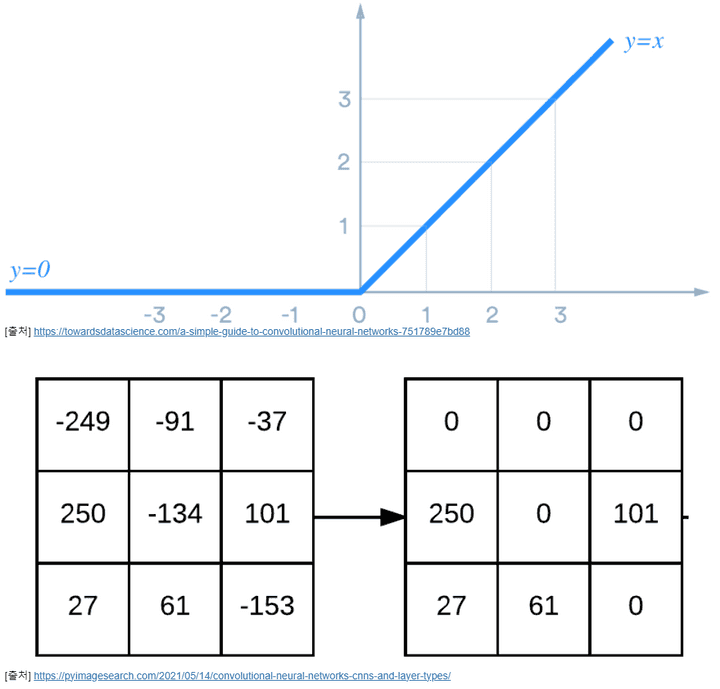 y=x
3
2
1
y=0
-3 -2 -1 0 1 2 3
[출처] https://towardsdatascience.com/a-simple-guide-to-convolutional-neural-networks-751789e7bd88
-249 -91 -37 0 0 0
250 -134 101 250 0 101
27 61 -153 27 61 0
[출처] https://pyimagesearch.com/2021/05/14/convolutional-neural-networks-cnns-and-layer-types/